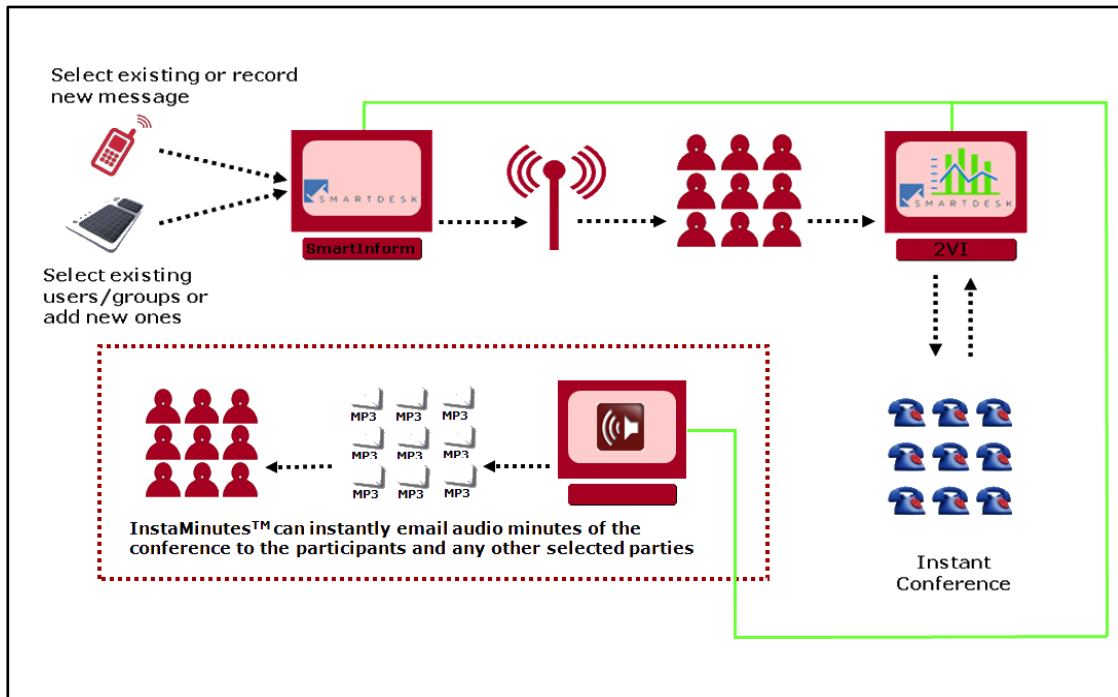 Select existing or record
new message
SMARTDESK
SmartInform
SMARTDESK
2VI
Select existing
users/groups or
add new ones
MP3 MP3 MP3
MP3 MP3 MP3
MP3 MP3 MP3
InstaMinutes™ can instantly email audio minutes of the
conference to the participants and any other selected parties
Instant
Conference